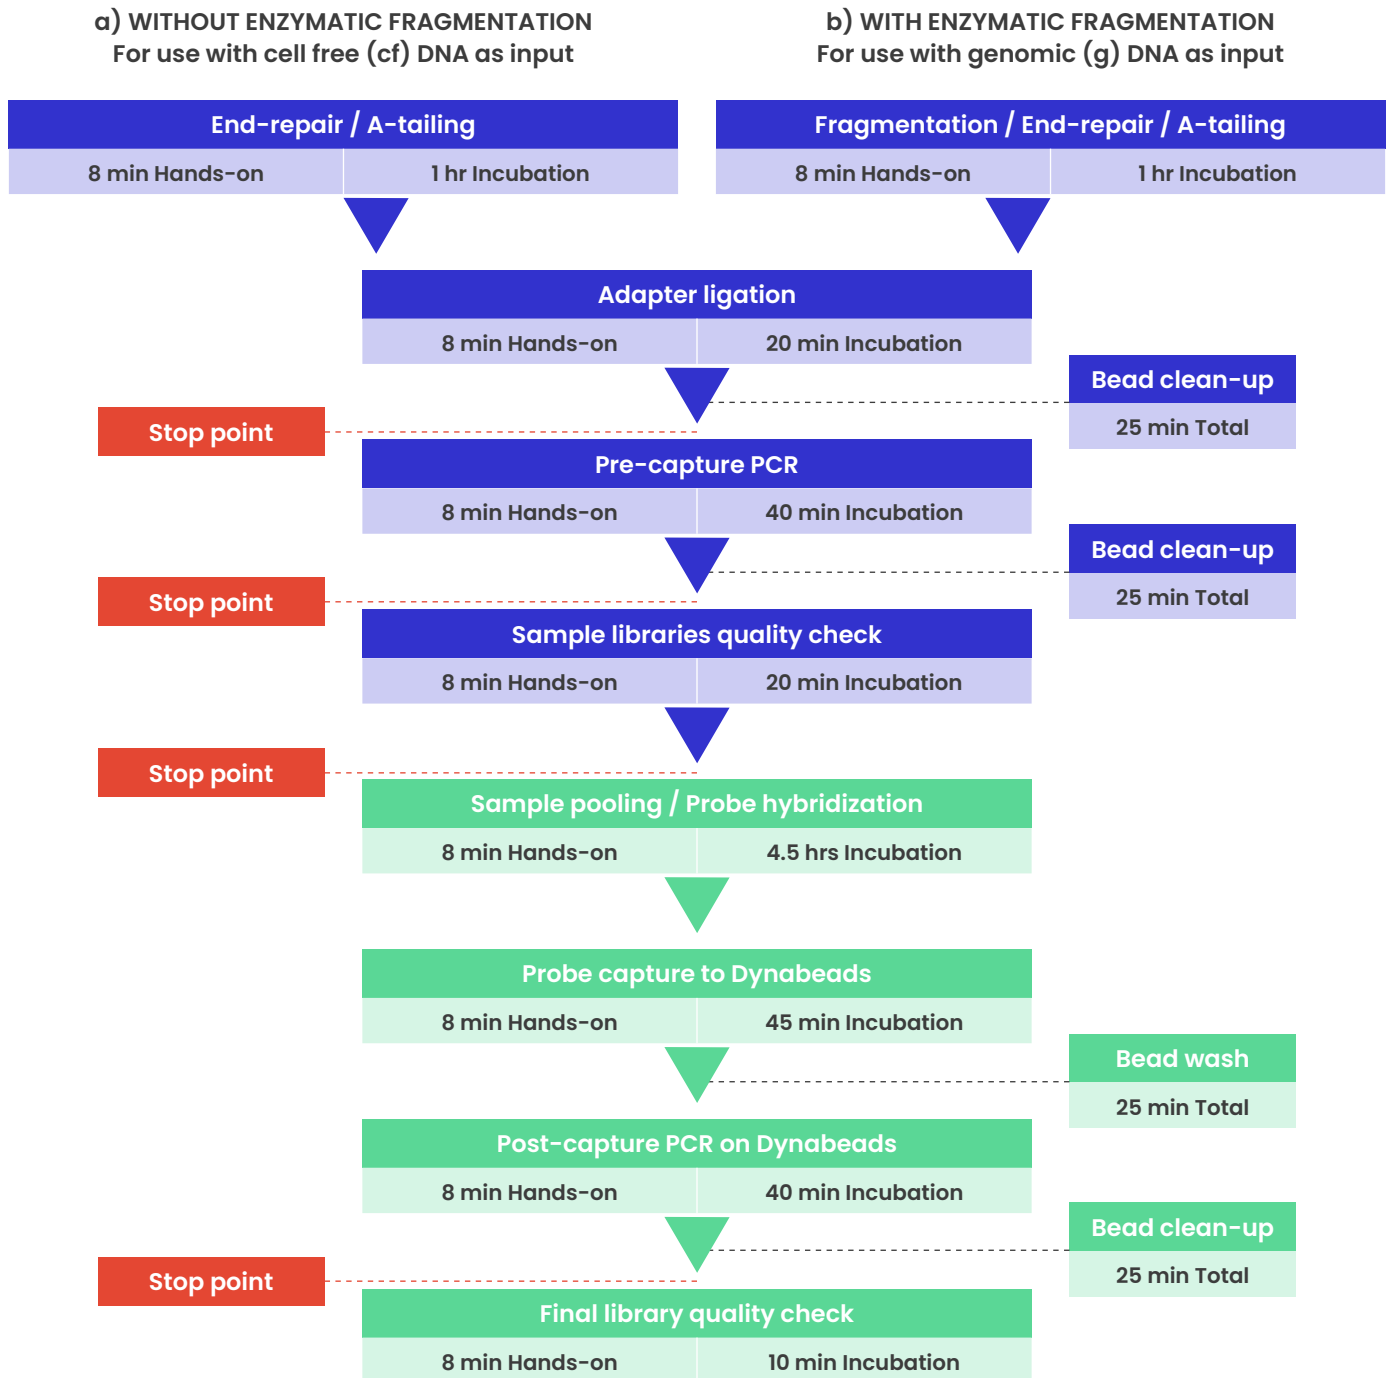 a) WITHOUT ENZYMATIC FRAGMENTATION
For use with cell free (cf) DNA as input
b) WITH ENZYMATIC FRAGMENTATION
For use with genomic (g) DNA as input
End-repair / A-tailing
8 min Hands-on
1 hr Incubation
Fragmentation / End-repair / A-tailing
8 min Hands-on
1 hr Incubation
Adapter ligation
8 min Hands-on
20 min Incubation
Bead clean-up
25 min Total
Stop point
Pre-capture PCR
8 min Hands-on
40 min Incubation
Bead clean-up
25 min Total
Stop point
Sample libraries quality check
8 min Hands-on
20 min Incubation
Stop point
Sample pooling / Probe hybridization
8 min Hands-on
4.5 hrs Incubation
Probe capture to Dynabeads
8 min Hands-on
45 min Incubation
Bead wash
25 min Total
Post-capture PCR on Dynabeads
8 min Hands-on
40 min Incubation
Bead clean-up
25 min Total
Stop point
Final library quality check
8 min Hands-on
10 min Incubation